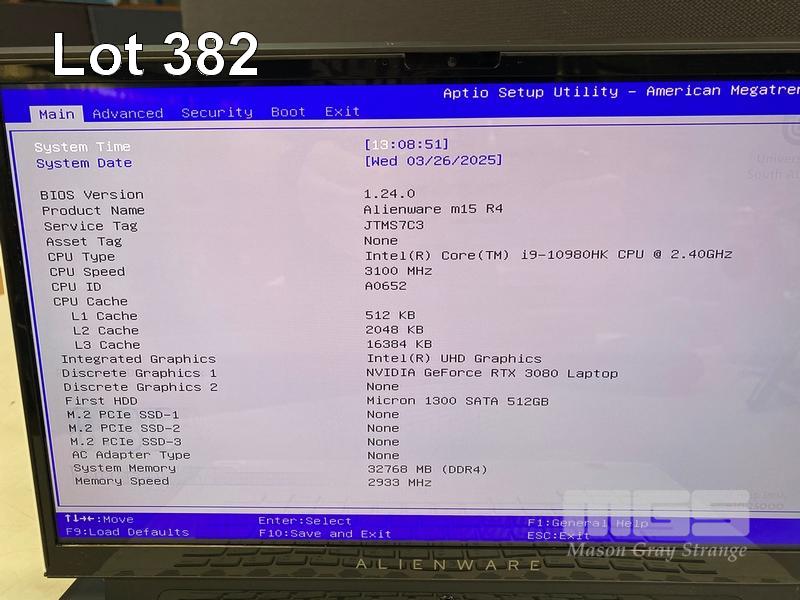 Lot 382
Aptio Setup Utility – American
Main Advanced Security Boot Exit
System Time [13:08:51]
System Date [Wed 03/26/2025]
BIOS Version 1.24.0
Product Name Alienware m15 R4
Service Tag JTMS7C3
Asset Tag None
CPU Type Intel(R) Core(TM) i9-10980HK CPU @ 2.40GHz
CPU Speed 3100 MHz
CPU ID A0652
CPU Cache
L1 Cache 512 KB
L2 Cache 2048 KB
L3 Cache 16384 KB
Integrated Graphics Intel(R) UHD Graphics
Discrete Graphics 1 NVIDIA GeForce RTX 3080 Laptop
Discrete Graphics 2 None
First HDD Micron 1300 SATA 512GB
M.2 PCIe SSD-1 None
M.2 PCIe SSD-2 None
M.2 PCIe SSD-3 None
AC Adapter Type None
System Memory 32768 MB (DDR4)
Memory Speed 2933 MHz
↑↓→←:Move Enter:Select F1:General Help
F9:Load Defaults F10:Save and Exit ESC:Exit
MGS
Mason Gray Strange
ALIENWARE